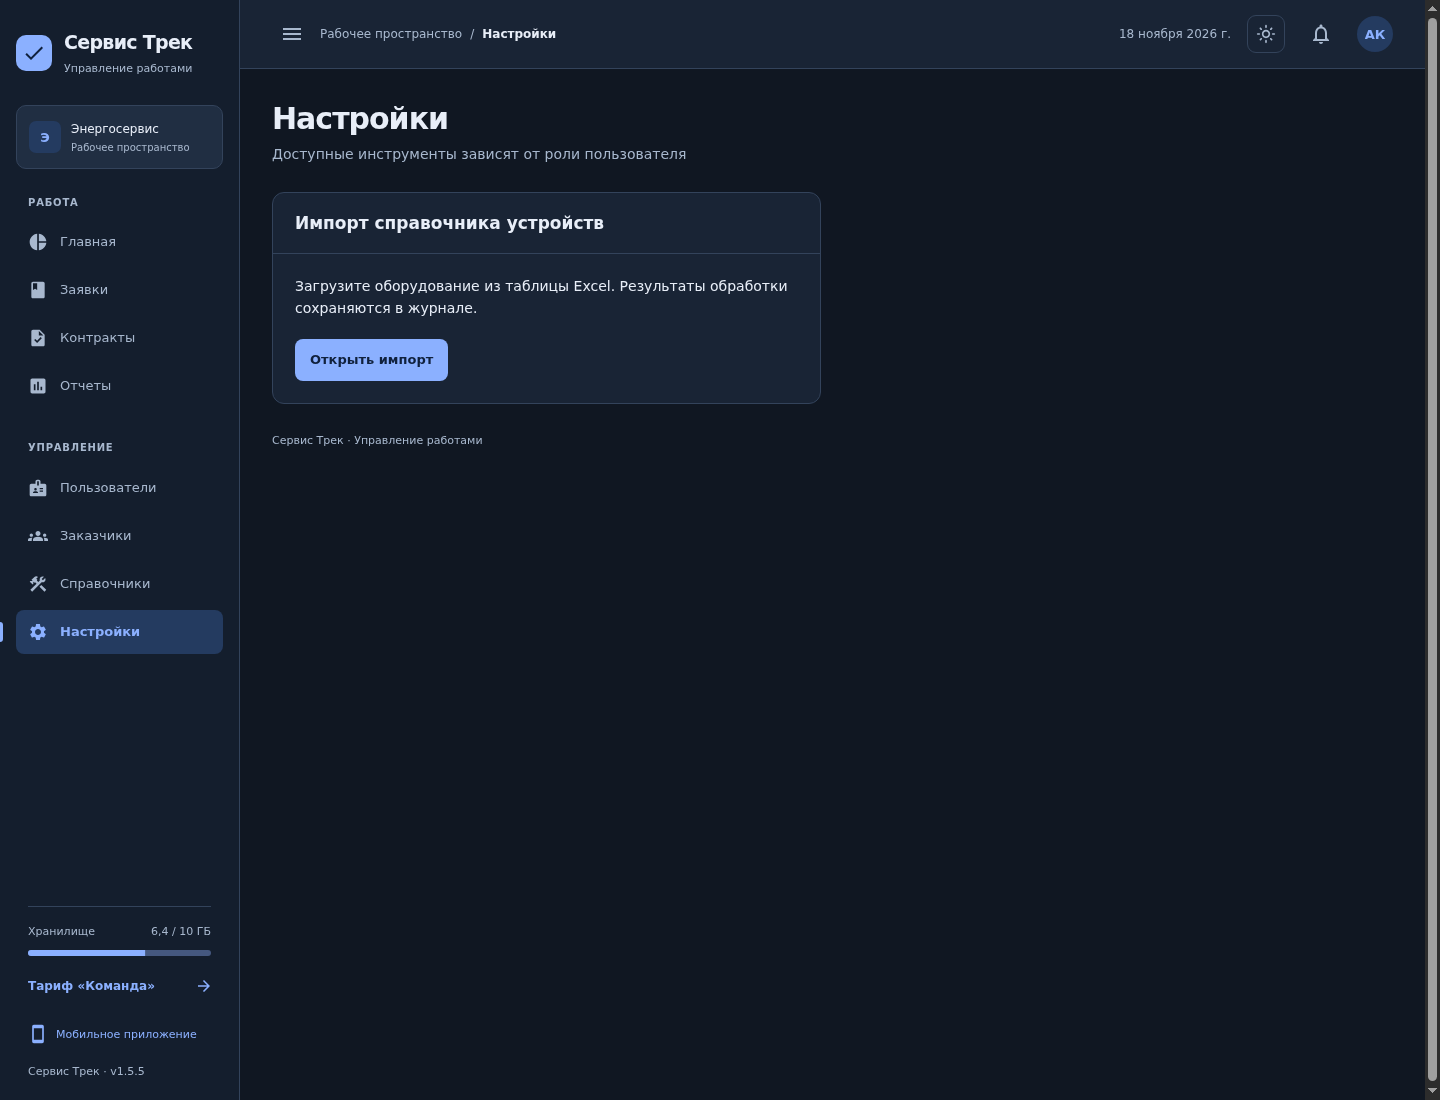 Сервис Трек
Управление работами
Э
Энергосервис
Рабочее пространство
РАБОТА
Главная
Заявки
Контракты
Отчеты
УПРАВЛЕНИЕ
Пользователи
Заказчики
Справочники
Настройки
Хранилище 6,4 / 10 ГБ
Тариф «Команда»
Мобильное приложение
Сервис Трек · v1.5.5
Рабочее пространство / Настройки
18 ноября 2026 г.
АК
Настройки
Доступные инструменты зависят от роли пользователя
Импорт справочника устройств
Загрузите оборудование из таблицы Excel. Результаты обработки
сохраняются в журнале.
Открыть импорт
Сервис Трек · Управление работами